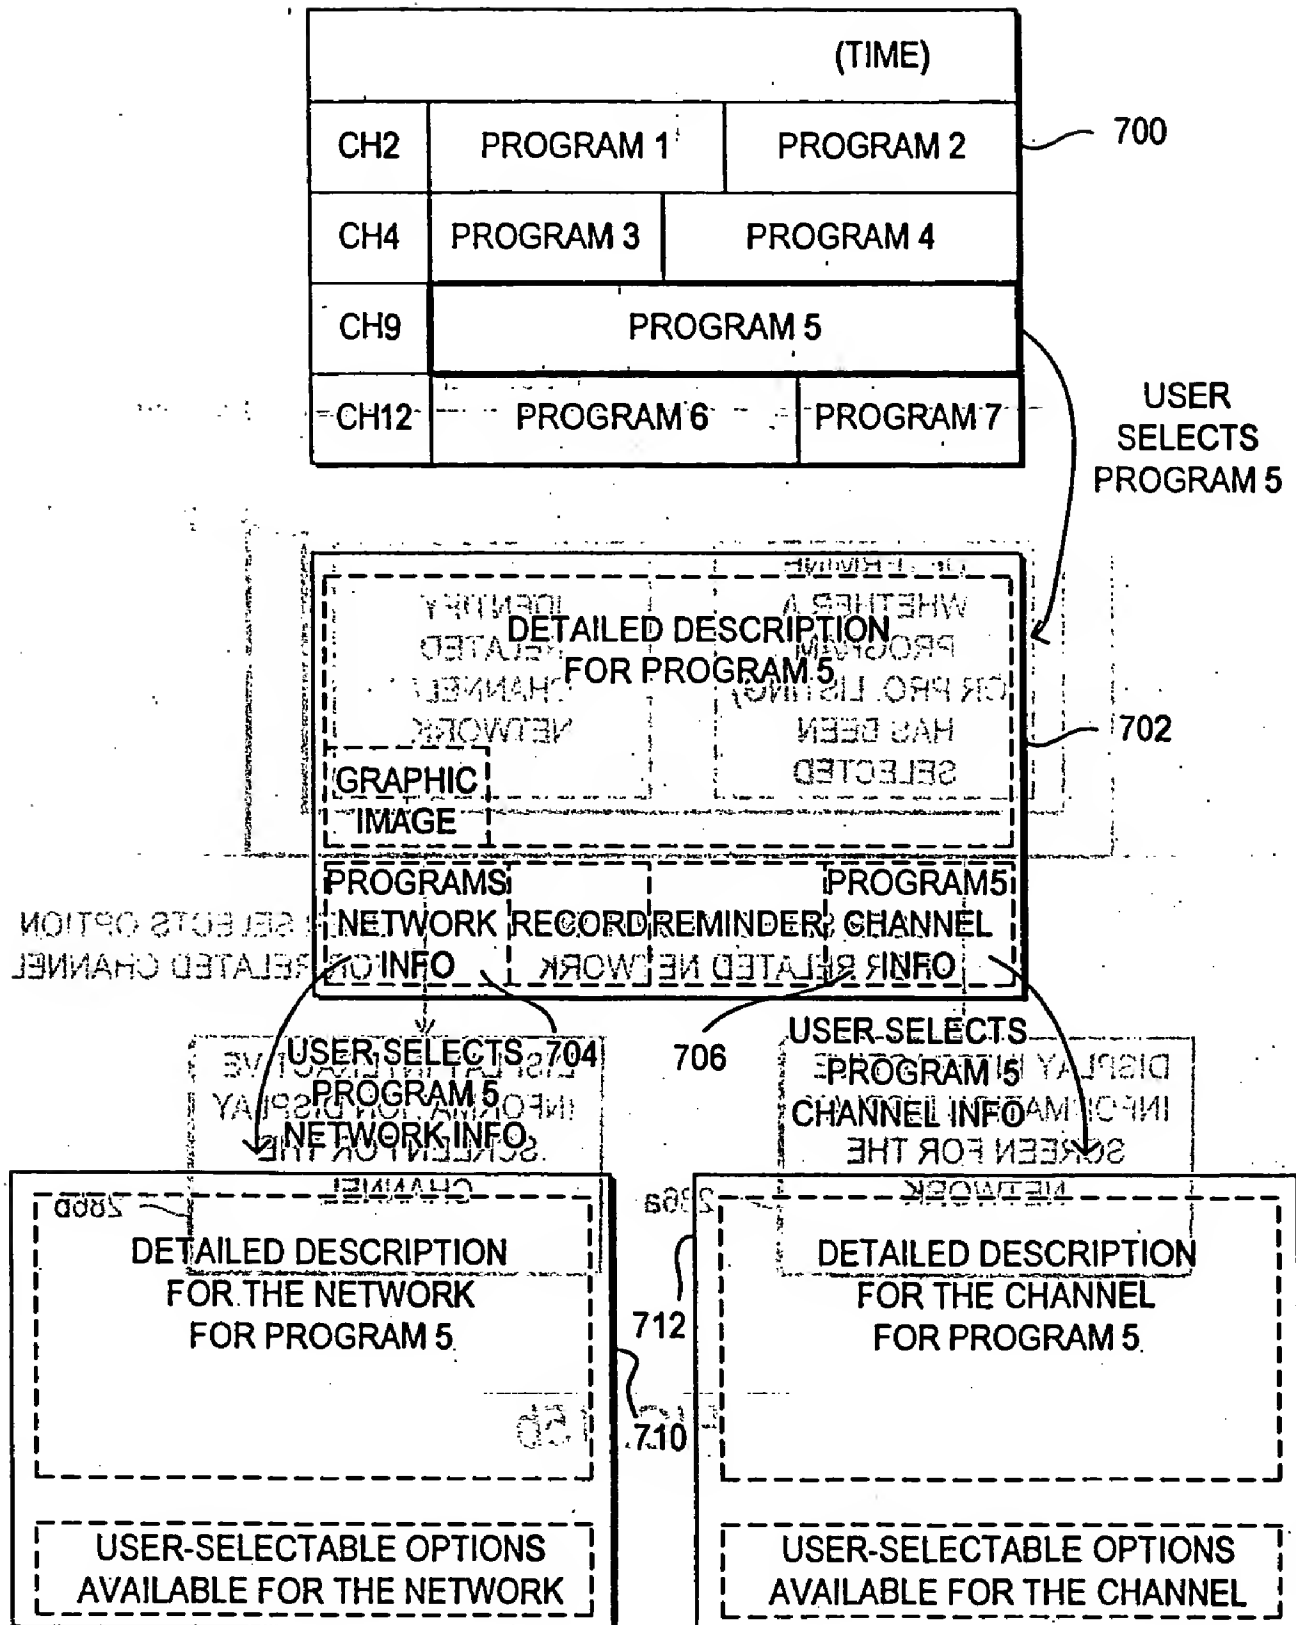 (TIME)
CH2 PROGRAM 1 PROGRAM 2
700
CH4 PROGRAM 3 PROGRAM 4
CH9 PROGRAM 5
CH12 PROGRAM 6 PROGRAM 7
USER
SELECTS
PROGRAM 5
DETAILED DESCRIPTION
FOR PROGRAM 5
702
GRAPHIC
IMAGE
PROGRAMS
NETWORK
INFO
RECORD
REMINDER
PROGRAM5
CHANNEL
INFO
704
706
USER SELECTS
PROGRAM 5
NETWORK INFO
USER SELECTS
PROGRAM 5
CHANNEL INFO
DETAILED DESCRIPTION
FOR THE NETWORK
FOR PROGRAM 5
710
712
DETAILED DESCRIPTION
FOR THE CHANNEL
FOR PROGRAM 5
USER-SELECTABLE OPTIONS
AVAILABLE FOR THE NETWORK
USER-SELECTABLE OPTIONS
AVAILABLE FOR THE CHANNEL